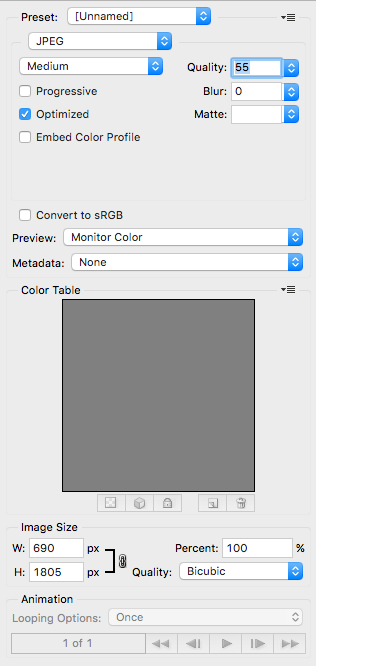 Preset: [Unnamed]
JPEG
Medium Quality: 55
Progressive Blur: 0
Optimized Matte:
Embed Color Profile
Convert to sRGB
Preview: Monitor Color
Metadata: None
Color Table
Image Size
W: 690 px Percent: 100 %
H: 1805 px Quality: Bicubic
Animation
Looping Options: Once
1 of 1